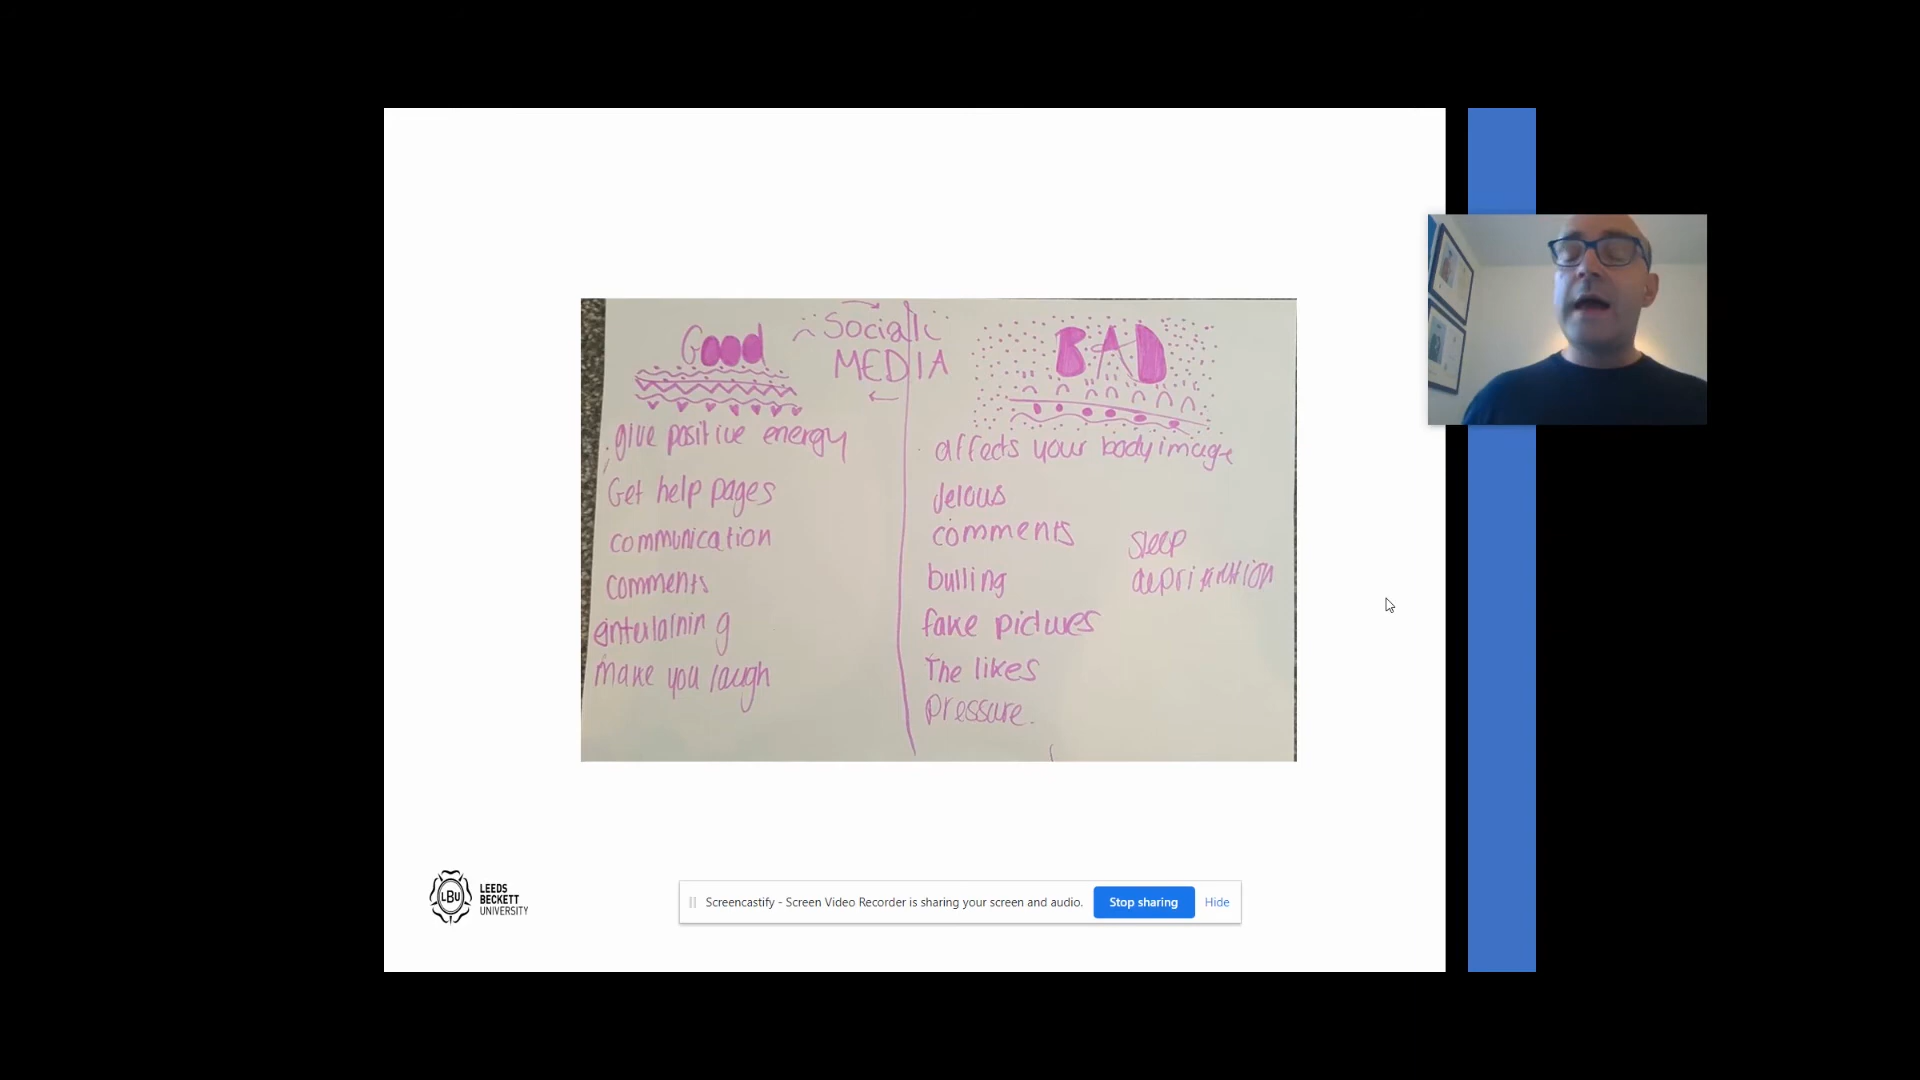 Good
Social
MEDIA
BAD
give positive energy
Get help pages
communication
comments
entertaining
make you laugh
affects your body image
Jelous
comments
bulling
fake pictures
The likes
pressure.
sleep
LBU
LEEDS
BECKETT
UNIVERSITY
Screencastify - Screen Video Recorder is sharing your screen and audio.
Stop sharing
Hide